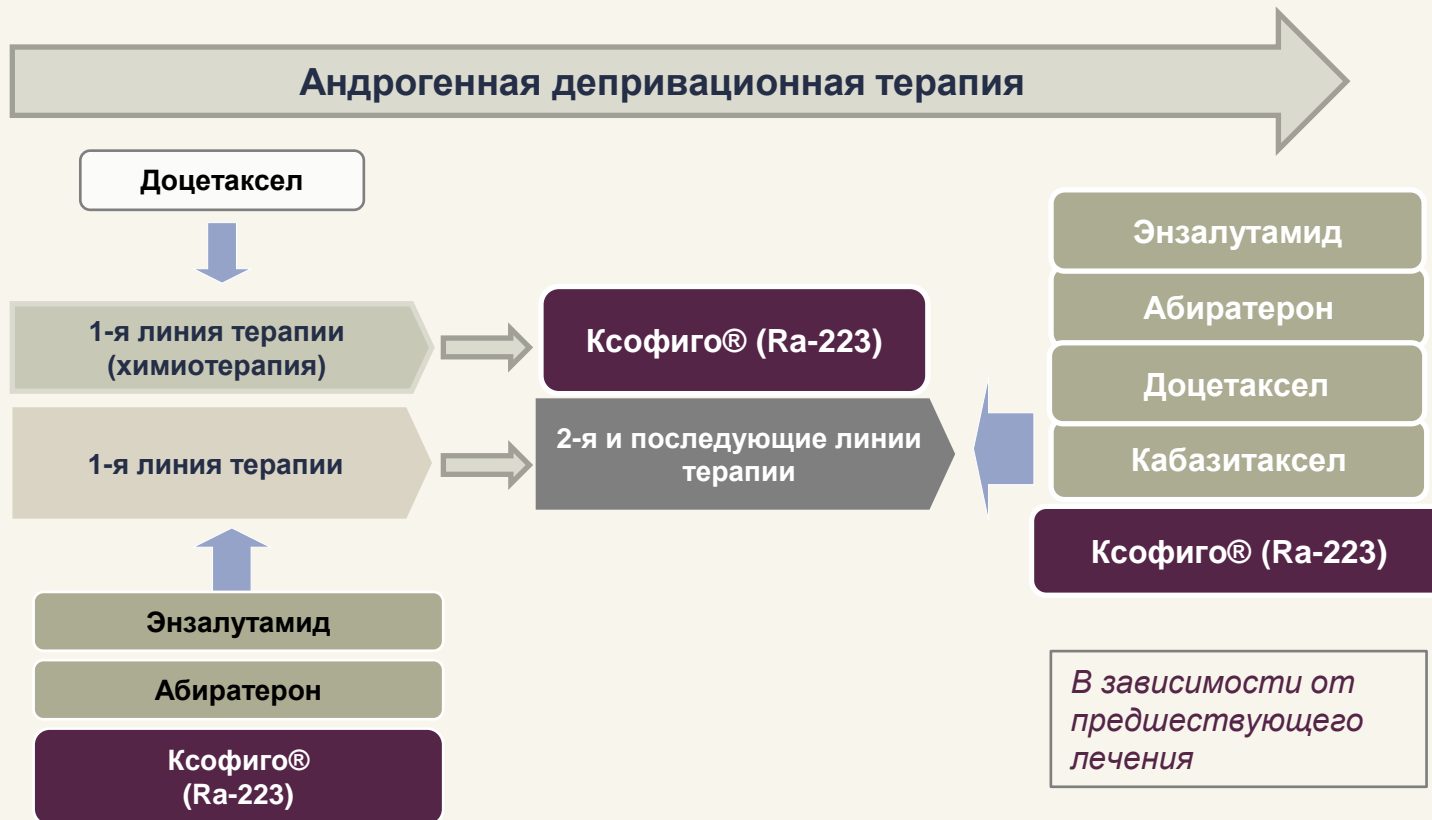 Андрогенная депривационная терапия
Доцетаксел
1-я линия терапии
(химиотерапия)
1-я линия терапии
Энзалутамид
Абиратерон
Ксофиго®
(Ra-223)
Ксофиго® (Ra-223)
2-я и последующие линии
терапии
Энзалутамид
Абиратерон
Доцетаксел
Кабазитаксел
Ксофиго® (Ra-223)
В зависимости от
предшествующего
лечения